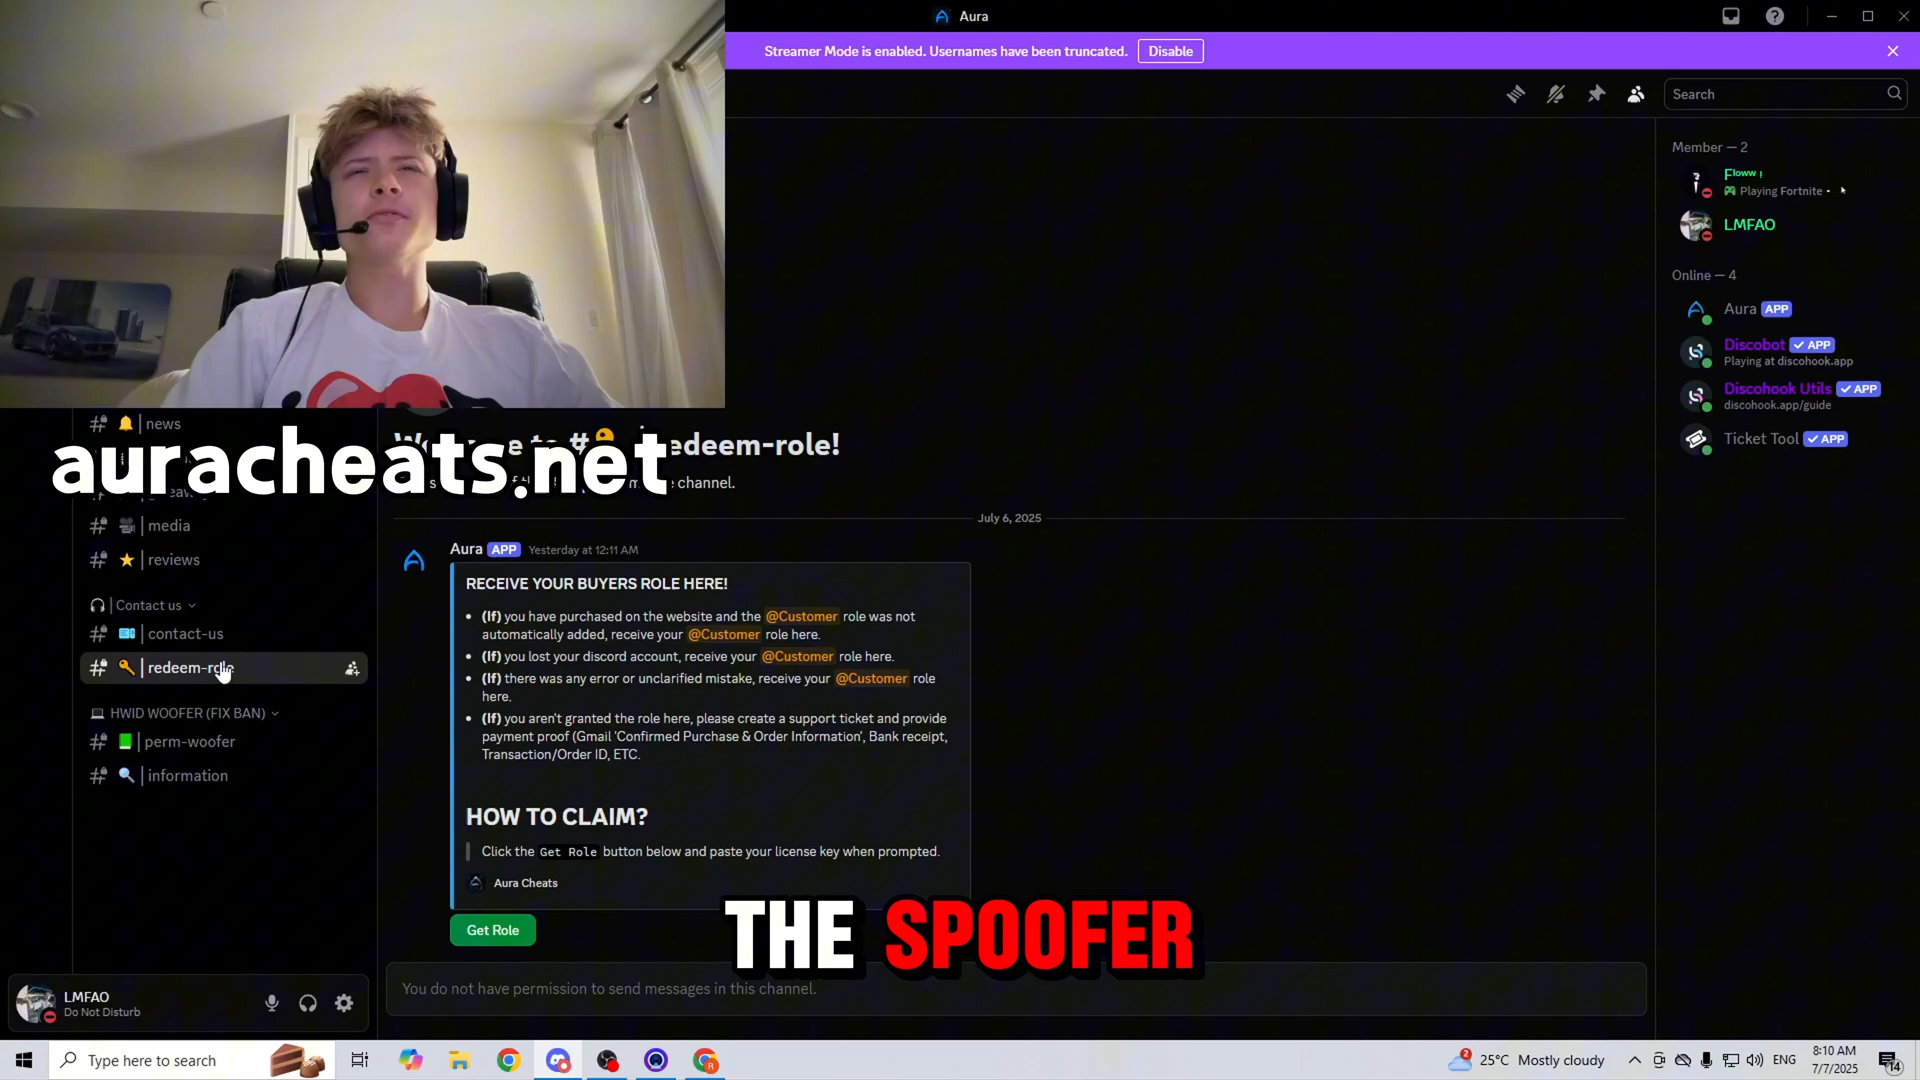 Aura
Streamer Mode is enabled. Usernames have been truncated. Disable
Search
Member — 2
Floww
Playing Fortnite
LMFAO
Online — 4
Aura APP
Discobot ✓ APP
Playing at discohook.app
Discohook Utils ✓ APP
discohook.app/guide
Ticket Tool ✓ APP
news
auracheats.net
media
reviews
Contact us
contact-us
redeem-role
HWID WOOFER (FIX BAN)
perm-woofer
information
redeem-role!
channel.
July 6, 2025
Aura APP Yesterday at 12:11 AM
RECEIVE YOUR BUYERS ROLE HERE!
• (If) you have purchased on the website and the @Customer role was not
automatically added, receive your @Customer role here.
• (If) you lost your discord account, receive your @Customer role here.
• (If) there was any error or unclarified mistake, receive your @Customer role
here.
• (If) you aren't granted the role here, please create a support ticket and provide
payment proof (Gmail 'Confirmed Purchase & Order Information', Bank receipt,
Transaction/Order ID, ETC.
HOW TO CLAIM?
Click the Get Role button below and paste your license key when prompted.
Aura Cheats
Get Role
THE SPOOFER
You do not have permission to send messages in this channel.
LMFAO
Do Not Disturb
Type here to search
2
25°C Mostly cloudy
ENG
8:10 AM
7/7/2025
14